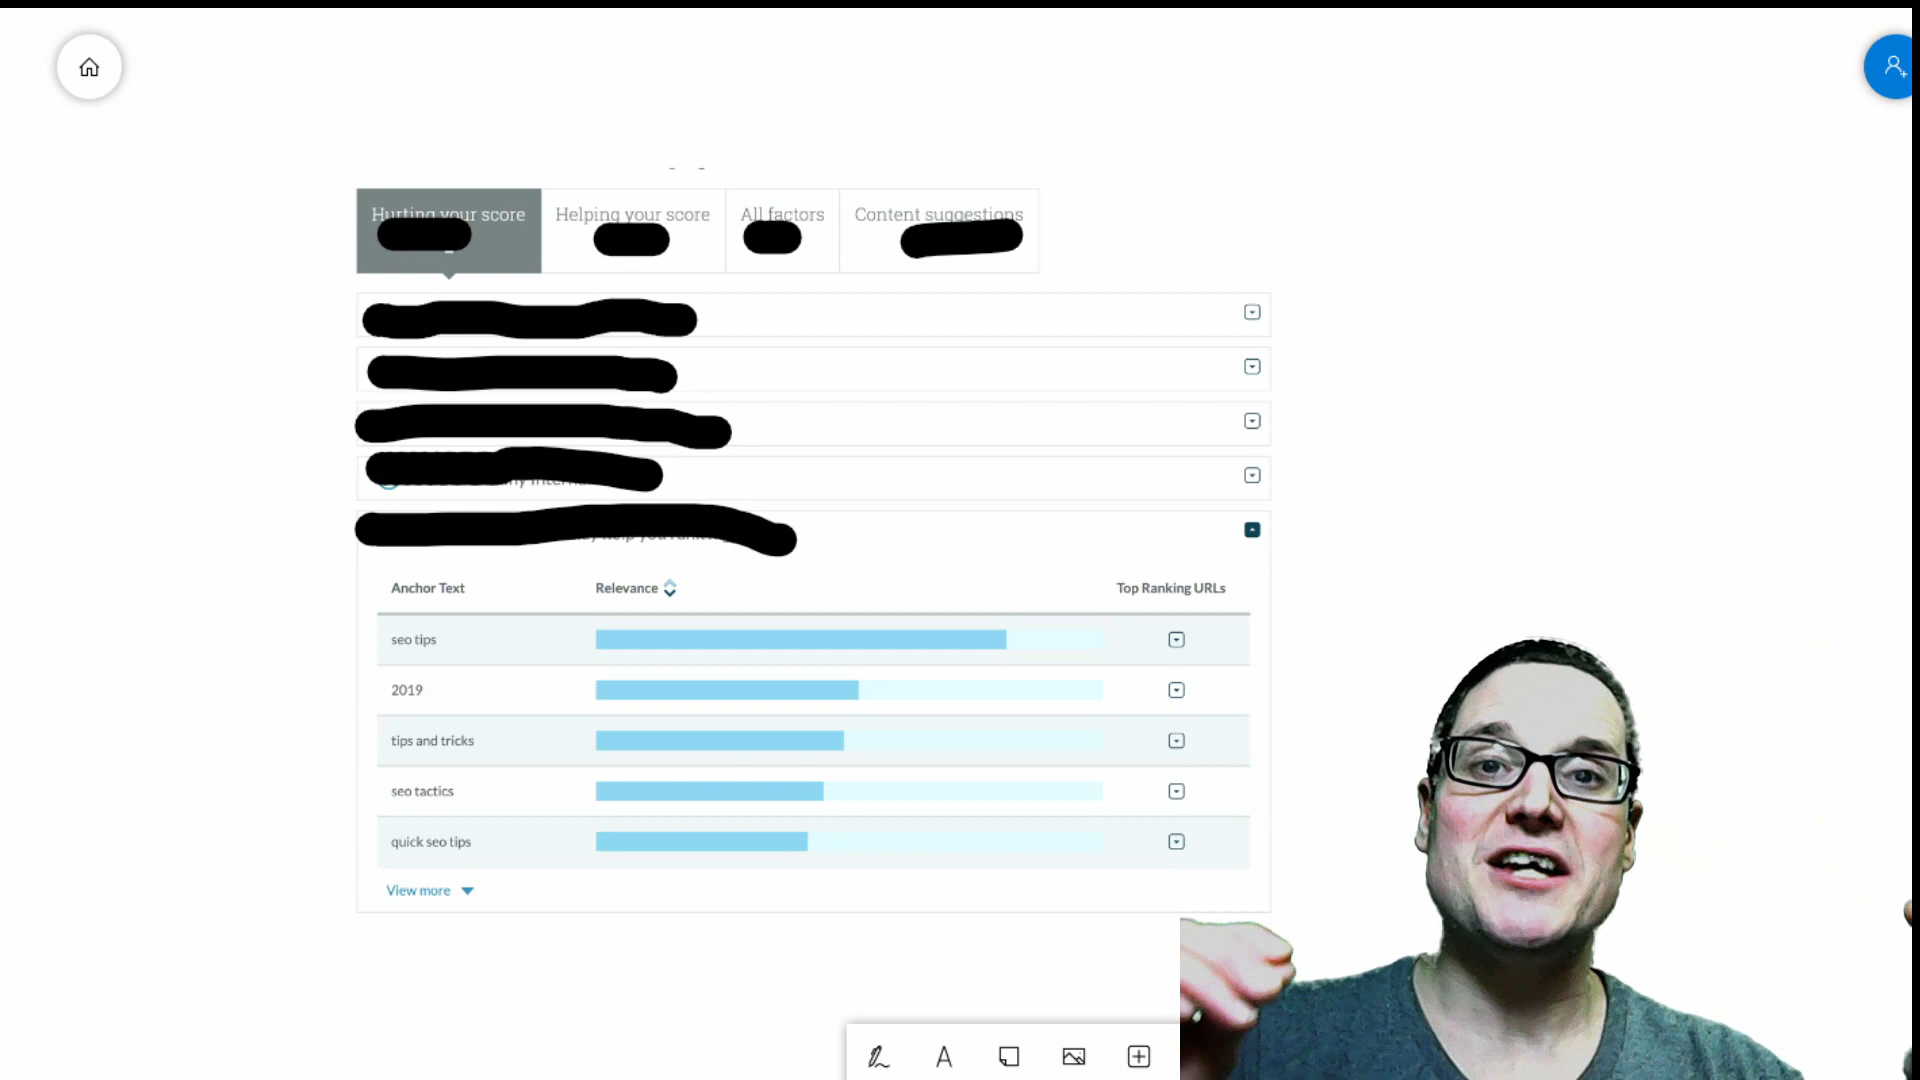 Hurting your score
Helping your score
All factors
Content suggestions
Anchor Text
Relevance
Top Ranking URLs
seo tips
2019
tips and tricks
seo tactics
quick seo tips
View more